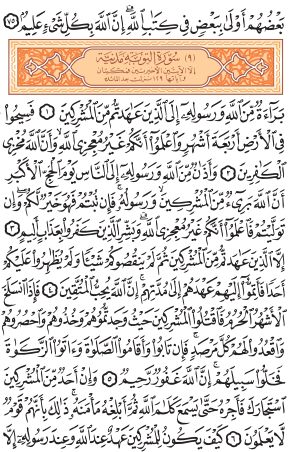 بَعْضُهُمْ أَوْلَىٰ بِبَعْضٍ فِي كِتَٰبِ ٱللَّهِ إِنَّ ٱللَّهَ بِكُلِّ شَيْءٍ عَلِيمٌ ٧٥
(٩) سُورَةُ التَّوْبَةِ مَدَنِيَّة
إلا الآيتين الأخيرتين فمكيتان
وآياتها ١٢٩ نزلت بعد المائدة
بَرَآءَةٌ مِّنَ ٱللَّهِ وَرَسُولِهِۦٓ إِلَى ٱلَّذِينَ عَٰهَدتُّم مِّنَ ٱلْمُشْرِكِينَ ١ فَسِيحُوا۟
فِي ٱلْأَرْضِ أَرْبَعَةَ أَشْهُرٍ وَٱعْلَمُوٓا۟ أَنَّكُمْ غَيْرُ مُعْجِزِي ٱللَّهِ وَأَنَّ ٱللَّهَ مُخْزِي
ٱلْكَٰفِرِينَ ٢ وَأَذَٰنٌ مِّنَ ٱللَّهِ وَرَسُولِهِۦٓ إِلَى ٱلنَّاسِ يَوْمَ ٱلْحَجِّ ٱلْأَكْبَرِ
أَنَّ ٱللَّهَ بَرِيٓءٌ مِّنَ ٱلْمُشْرِكِينَ وَرَسُولُهُۥ فَإِن تُبْتُمْ فَهُوَ خَيْرٌ لَّكُمْ وَإِن
تَوَلَّيْتُمْ فَٱعْلَمُوٓا۟ أَنَّكُمْ غَيْرُ مُعْجِزِي ٱللَّهِ وَبَشِّرِ ٱلَّذِينَ كَفَرُوا۟ بِعَذَابٍ أَلِيمٍ ٣
إِلَّا ٱلَّذِينَ عَٰهَدتُّم مِّنَ ٱلْمُشْرِكِينَ ثُمَّ لَمْ يَنقُصُوكُمْ شَيْـًٔا وَلَمْ يُظَٰهِرُوا۟ عَلَيْكُمْ
أَحَدًا فَأَتِمُّوٓا۟ إِلَيْهِمْ عَهْدَهُمْ إِلَىٰ مُدَّتِهِمْ إِنَّ ٱللَّهَ يُحِبُّ ٱلْمُتَّقِينَ ٤ فَإِذَا ٱنسَلَخَ
ٱلْأَشْهُرُ ٱلْحُرُمُ فَٱقْتُلُوا۟ ٱلْمُشْرِكِينَ حَيْثُ وَجَدتُّمُوهُمْ وَخُذُوهُمْ وَٱحْصُرُوهُمْ
وَٱقْعُدُوا۟ لَهُمْ كُلَّ مَرْصَدٍ فَإِن تَابُوا۟ وَأَقَامُوا۟ ٱلصَّلَوٰةَ وَءَاتَوُا۟ ٱلزَّكَوٰةَ
فَخَلُّوا۟ سَبِيلَهُمْ إِنَّ ٱللَّهَ غَفُورٌ رَّحِيمٌ ٥ وَإِنْ أَحَدٌ مِّنَ ٱلْمُشْرِكِينَ
ٱسْتَجَارَكَ فَأَجِرْهُ حَتَّىٰ يَسْمَعَ كَلَٰمَ ٱللَّهِ ثُمَّ أَبْلِغْهُ مَأْمَنَهُۥ ذَٰلِكَ بِأَنَّهُمْ قَوْمٌ
لَّا يَعْلَمُونَ ٦ كَيْفَ يَكُونُ لِلْمُشْرِكِينَ عَهْدٌ عِندَ ٱللَّهِ وَعِندَ رَسُولِهِۦٓ إِلَّا